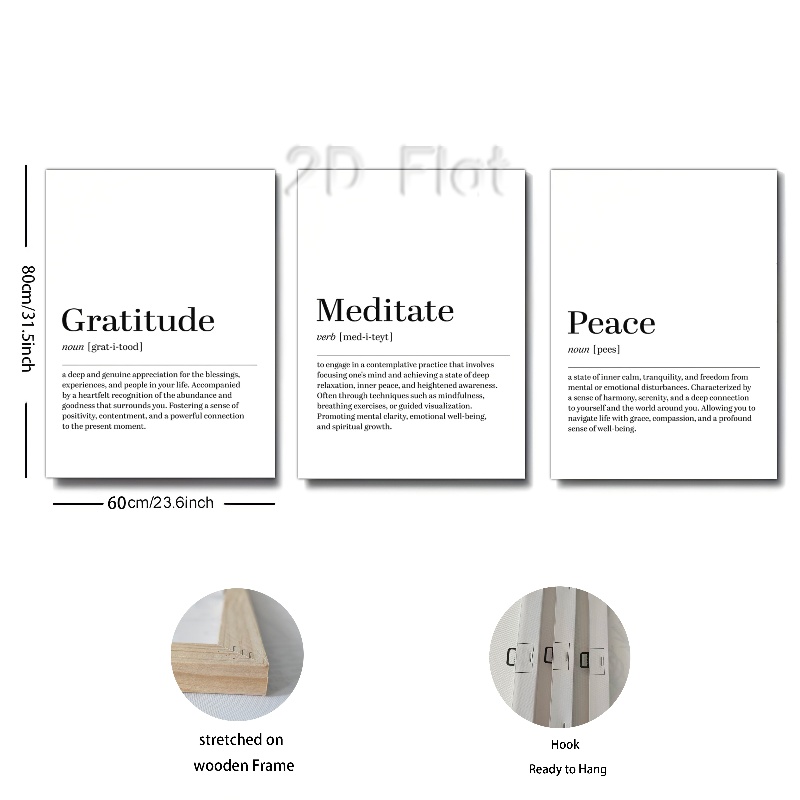 2D Flat
80cm/31.5inch
Gratitude
noun [grat-i-tood]
a deep and genuine appreciation for the blessings,
experiences, and people in your life. Accompanied
by a heartfelt recognition of the abundance and
goodness that surrounds you. Fostering a sense of
positivity, contentment, and a powerful connection
to the present moment.
Meditate
verb [med-i-teyt]
to engage in a contemplative practice that involves
focusing one's mind and achieving a state of deep
relaxation, inner peace, and heightened awareness.
Often through techniques such as mindfulness,
breathing exercises, or guided visualization.
Promoting mental clarity, emotional well-being,
and spiritual growth.
Peace
noun [pees]
a state of inner calm, tranquility, and freedom from
mental or emotional disturbances. Characterized by
a sense of harmony, serenity, and a deep connection
to yourself and the world around you. Allowing you to
navigate life with grace, compassion, and a profound
sense of well-being.
60cm/23.6inch
stretched on
wooden Frame
Hook
Ready to Hang